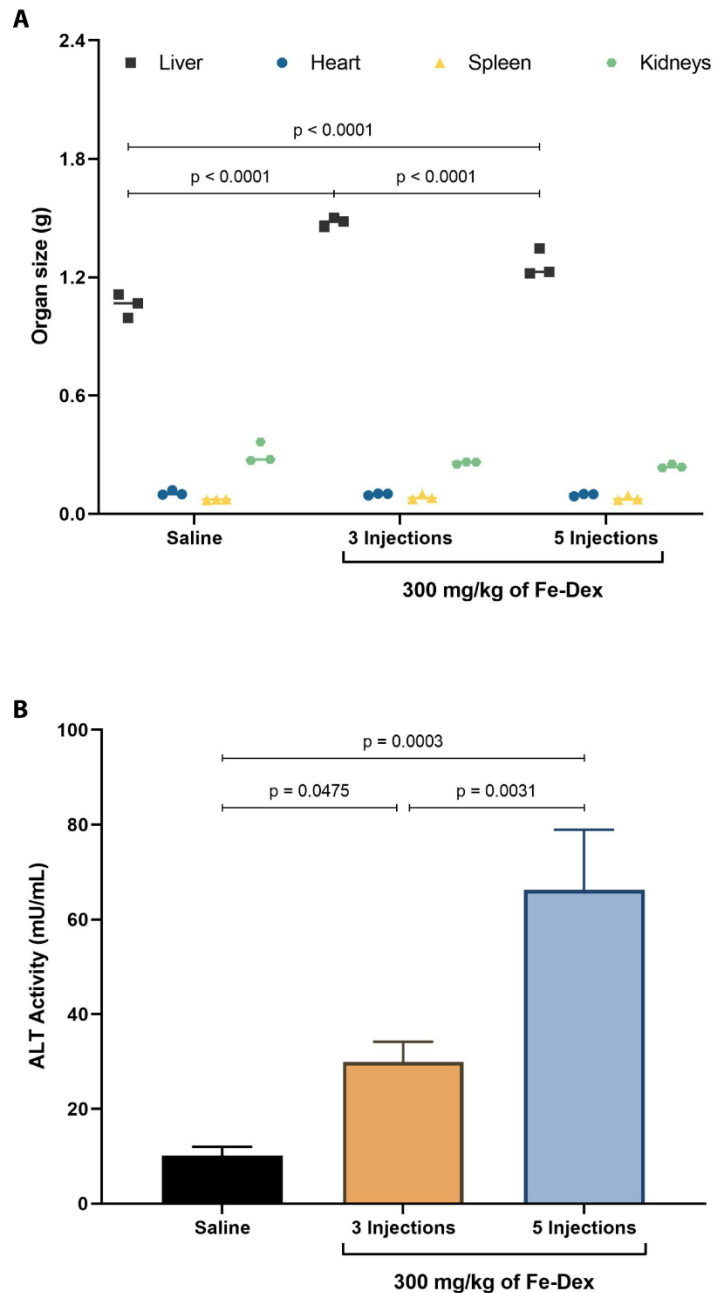 A
2.4
Liver Heart Spleen Kidneys
p < 0.0001
1.8
p < 0.0001 p < 0.0001
Organ size (g)
1.2
0.6
0.0
Saline 3 Injections 5 Injections
300 mg/kg of Fe-Dex
B
100
p = 0.0003
p = 0.0475 p = 0.0031
80
ALT Activity (mU/mL)
60
40
20
0
Saline 3 Injections 5 Injections
300 mg/kg of Fe-Dex